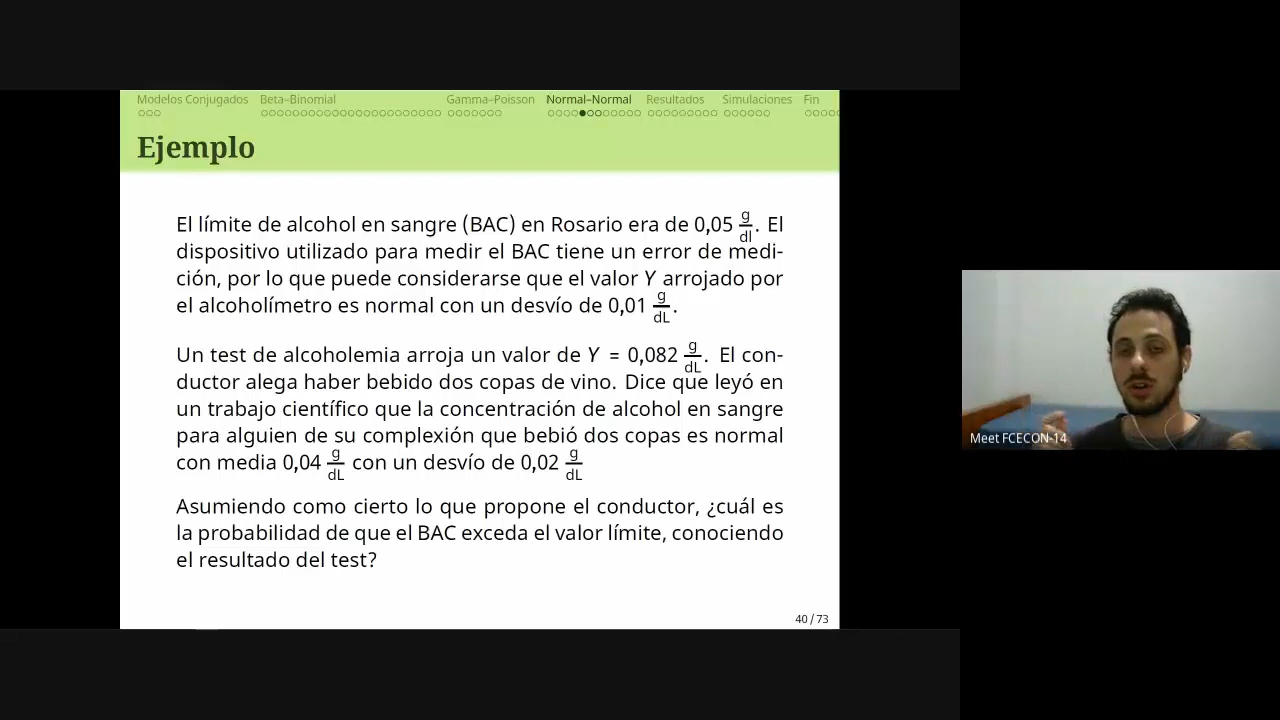 Modelos Conjugados Beta–Binomial Gamma–Poisson Normal–Normal Resultados Simulaciones Fin
Ejemplo
El límite de alcohol en sangre (BAC) en Rosario era de 0,05 g/dl. El
dispositivo utilizado para medir el BAC tiene un error de medi-
ción, por lo que puede considerarse que el valor Y arrojado por
el alcoholímetro es normal con un desvío de 0,01 g/dL.
Un test de alcoholemia arroja un valor de Y = 0,082 g/dL. El con-
ductor alega haber bebido dos copas de vino. Dice que leyó en
un trabajo científico que la concentración de alcohol en sangre
para alguien de su complexión que bebió dos copas es normal
con media 0,04 g/dL con un desvío de 0,02 g/dL
Asumiendo como cierto lo que propone el conductor, ¿cuál es
la probabilidad de que el BAC exceda el valor límite, conociendo
el resultado del test?
40 / 73
Meet FCECON-14